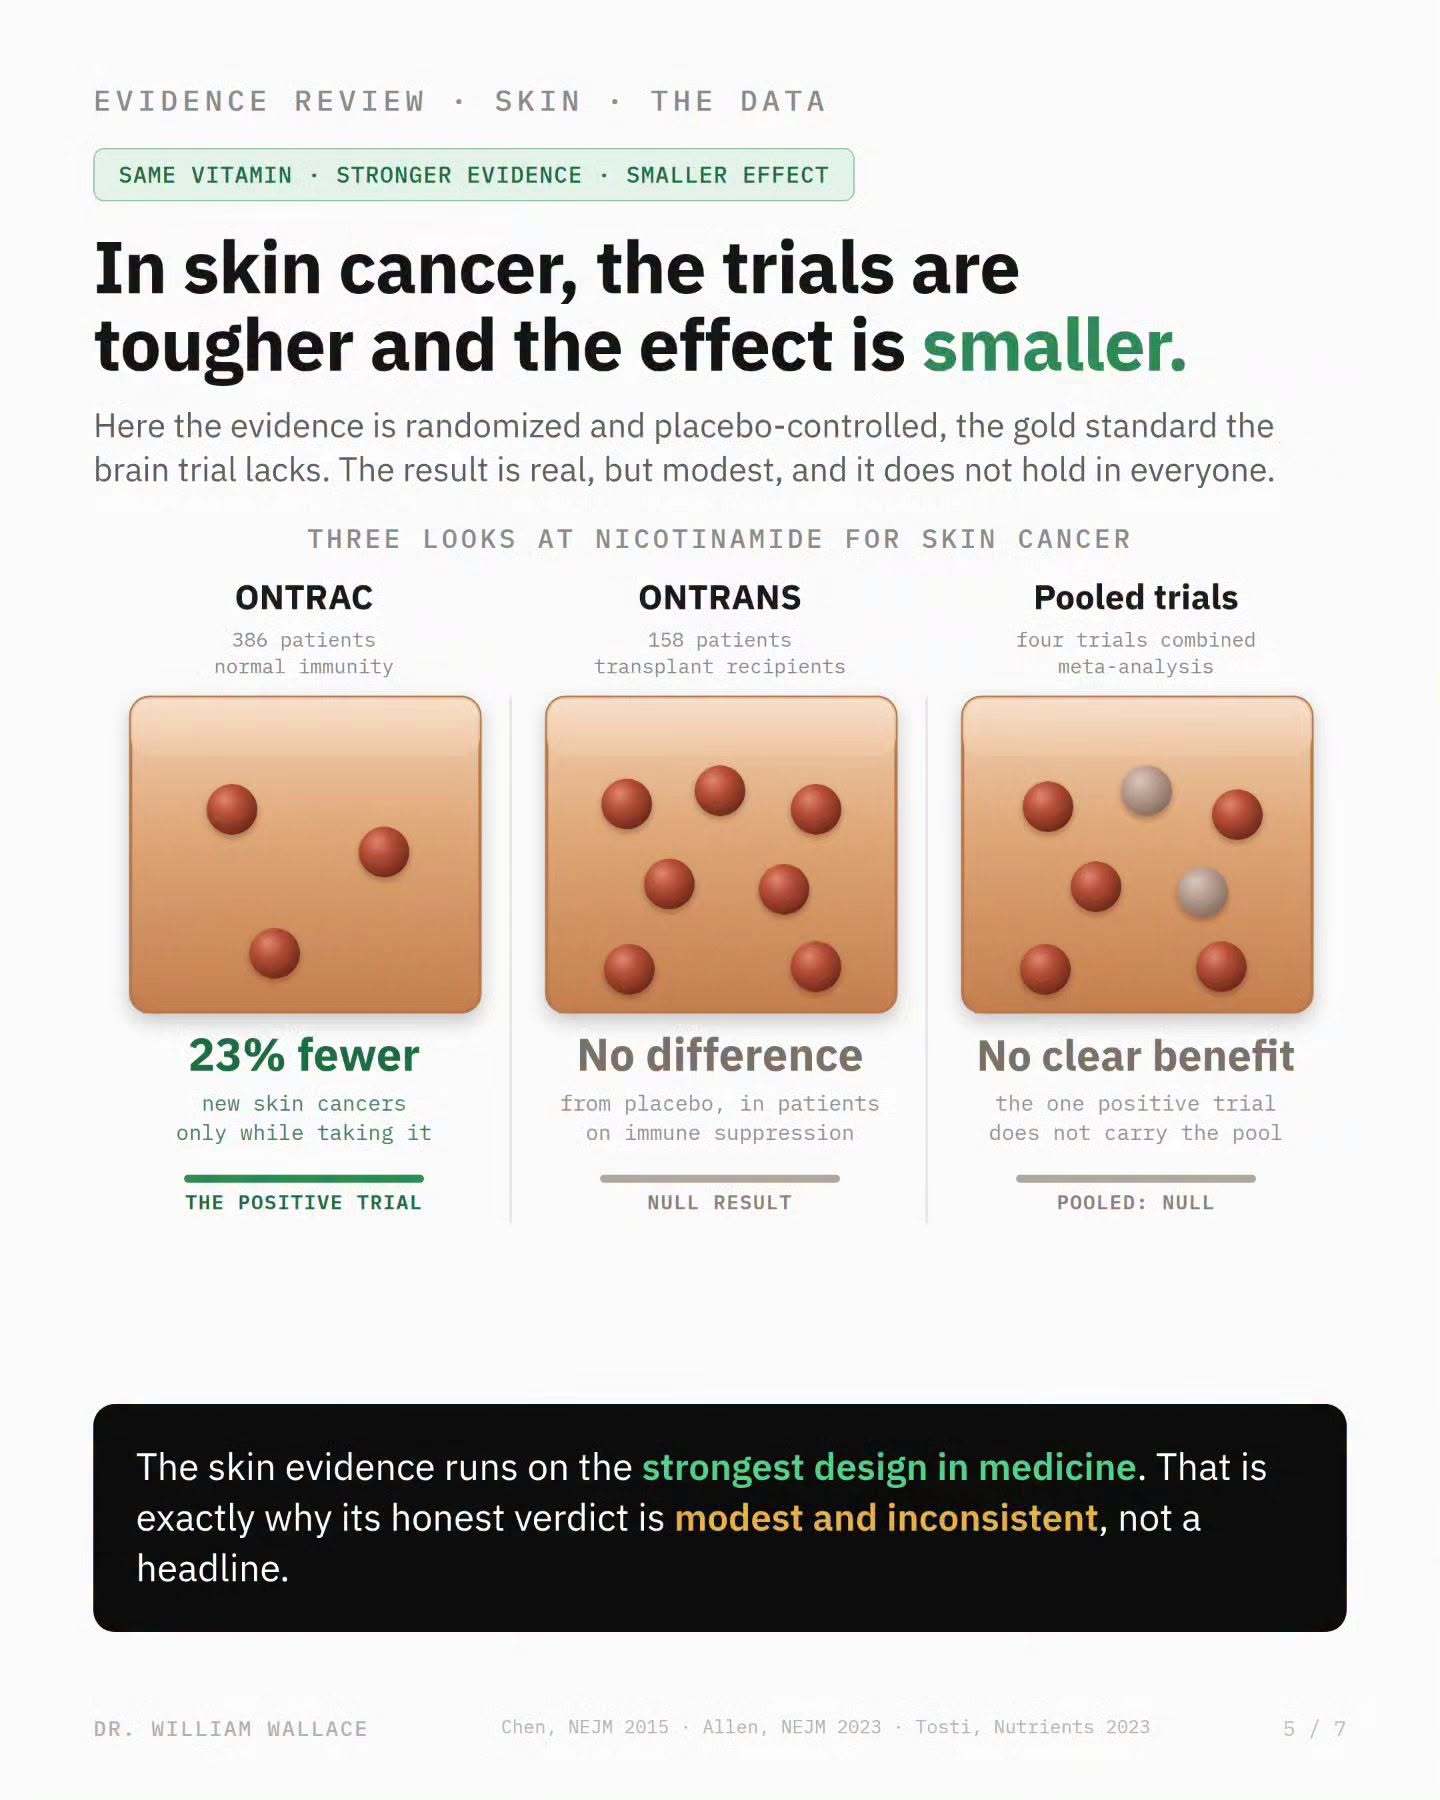 EVIDENCE REVIEW · SKIN · THE DATA
SAME VITAMIN · STRONGER EVIDENCE · SMALLER EFFECT
In skin cancer, the trials are
tougher and the effect is smaller.
Here the evidence is randomized and placebo-controlled, the gold standard the
brain trial lacks. The result is real, but modest, and it does not hold in everyone.
THREE LOOKS AT NICOTINAMIDE FOR SKIN CANCER
ONTRAC
386 patients
normal immunity
23% fewer
new skin cancers
only while taking it
THE POSITIVE TRIAL
ONTRANS
158 patients
transplant recipients
No difference
from placebo, in patients
on immune suppression
NULL RESULT
Pooled trials
four trials combined
meta-analysis
No clear benefit
the one positive trial
does not carry the pool
POOLED: NULL
The skin evidence runs on the strongest design in medicine. That is
exactly why its honest verdict is modest and inconsistent, not a
headline.
DR. WILLIAM WALLACE
Chen, NEJM 2015 · Allen, NEJM 2023 · Tosti, Nutrients 2023
5 / 7